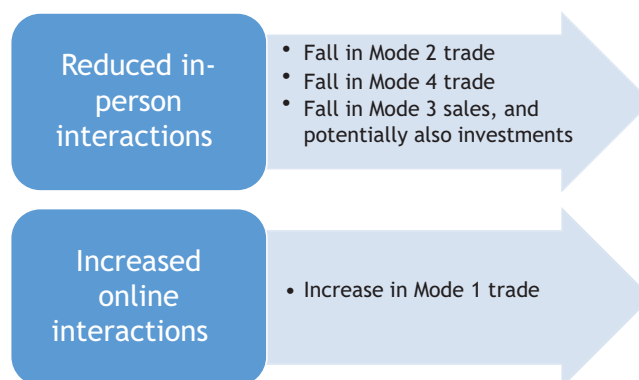 Reduced in-
person
interactions
• Fall in Mode 2 trade
• Fall in Mode 4 trade
• Fall in Mode 3 sales, and
potentially also investments
Increased
online
interactions
• Increase in Mode 1 trade